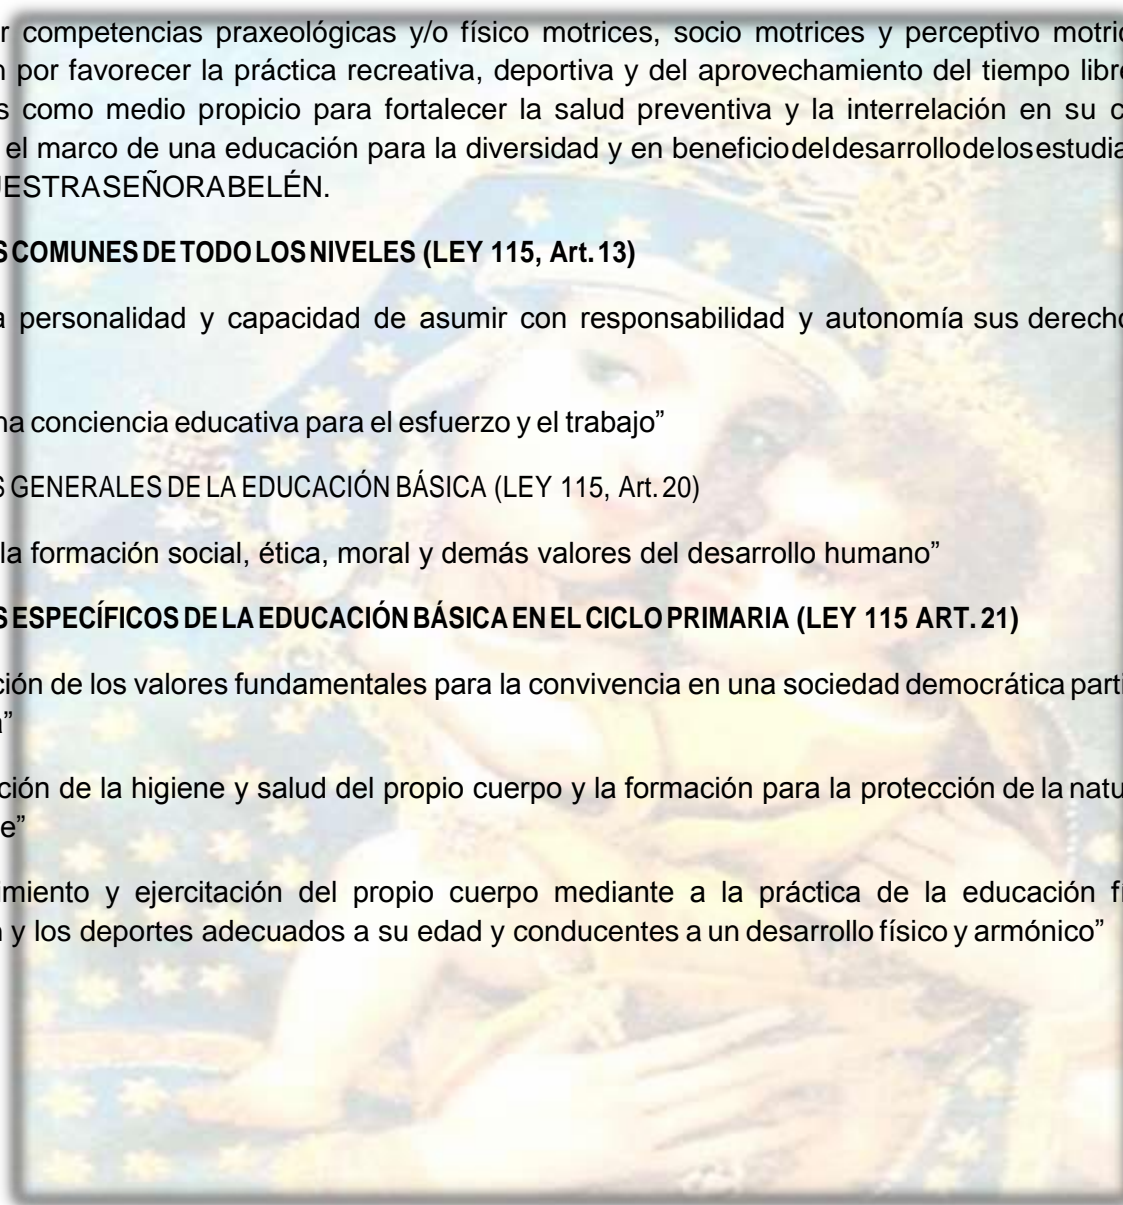 r competencias praxeológicas y/o físico motrices, socio motrices y perceptivo motric
n por favorecer la práctica recreativa, deportiva y del aprovechamiento del tiempo libre
s como medio propicio para fortalecer la salud preventiva y la interrelación en su c
el marco de una educación para la diversidad y en beneficiodeldesarrollodelosestudia
UESTRASEÑORABELÉN.
S COMUNES DE TODO LOS NIVELES (LEY 115, Art. 13)
a personalidad y capacidad de asumir con responsabilidad y autonomía sus derecho
na conciencia educativa para el esfuerzo y el trabajo”
S GENERALES DE LA EDUCACIÓN BÁSICA (LEY 115, Art. 20)
la formación social, ética, moral y demás valores del desarrollo humano”
S ESPECÍFICOS DE LA EDUCACIÓN BÁSICA EN EL CICLO PRIMARIA (LEY 115 ART. 21)
ción de los valores fundamentales para la convivencia en una sociedad democrática parti
a”
ción de la higiene y salud del propio cuerpo y la formación para la protección de la natu
e”
imiento y ejercitación del propio cuerpo mediante a la práctica de la educación fí
n y los deportes adecuados a su edad y conducentes a un desarrollo físico y armónico”